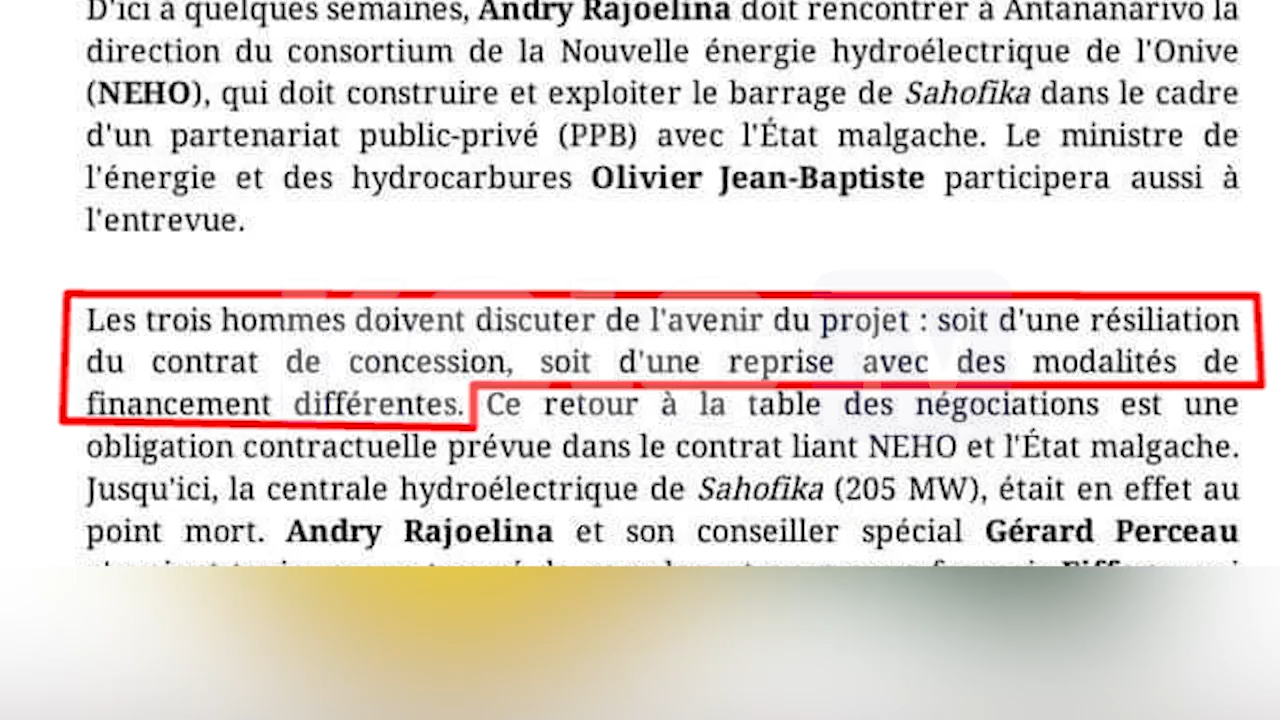 D'ici à quelques semaines, Andry Rajoelina doit rencontrer à Antananarivo la
direction du consortium de la Nouvelle énergie hydroélectrique de l'Onive
(NEHO), qui doit construire et exploiter le barrage de Sahofika dans le cadre
d'un partenariat public-privé (PPB) avec l'État malgache. Le ministre de
l'énergie et des hydrocarbures Olivier Jean-Baptiste participera aussi à
l'entrevue.
Les trois hommes doivent discuter de l'avenir du projet : soit d'une résiliation
du contrat de concession, soit d'une reprise avec des modalités de
financement différentes. Ce retour à la table des négociations est une
obligation contractuelle prévue dans le contrat liant NEHO et l'État malgache.
Jusqu'ici, la centrale hydroélectrique de Sahofika (205 MW), était en effet au
point mort. Andry Rajoelina et son conseiller spécial Gérard Perceau